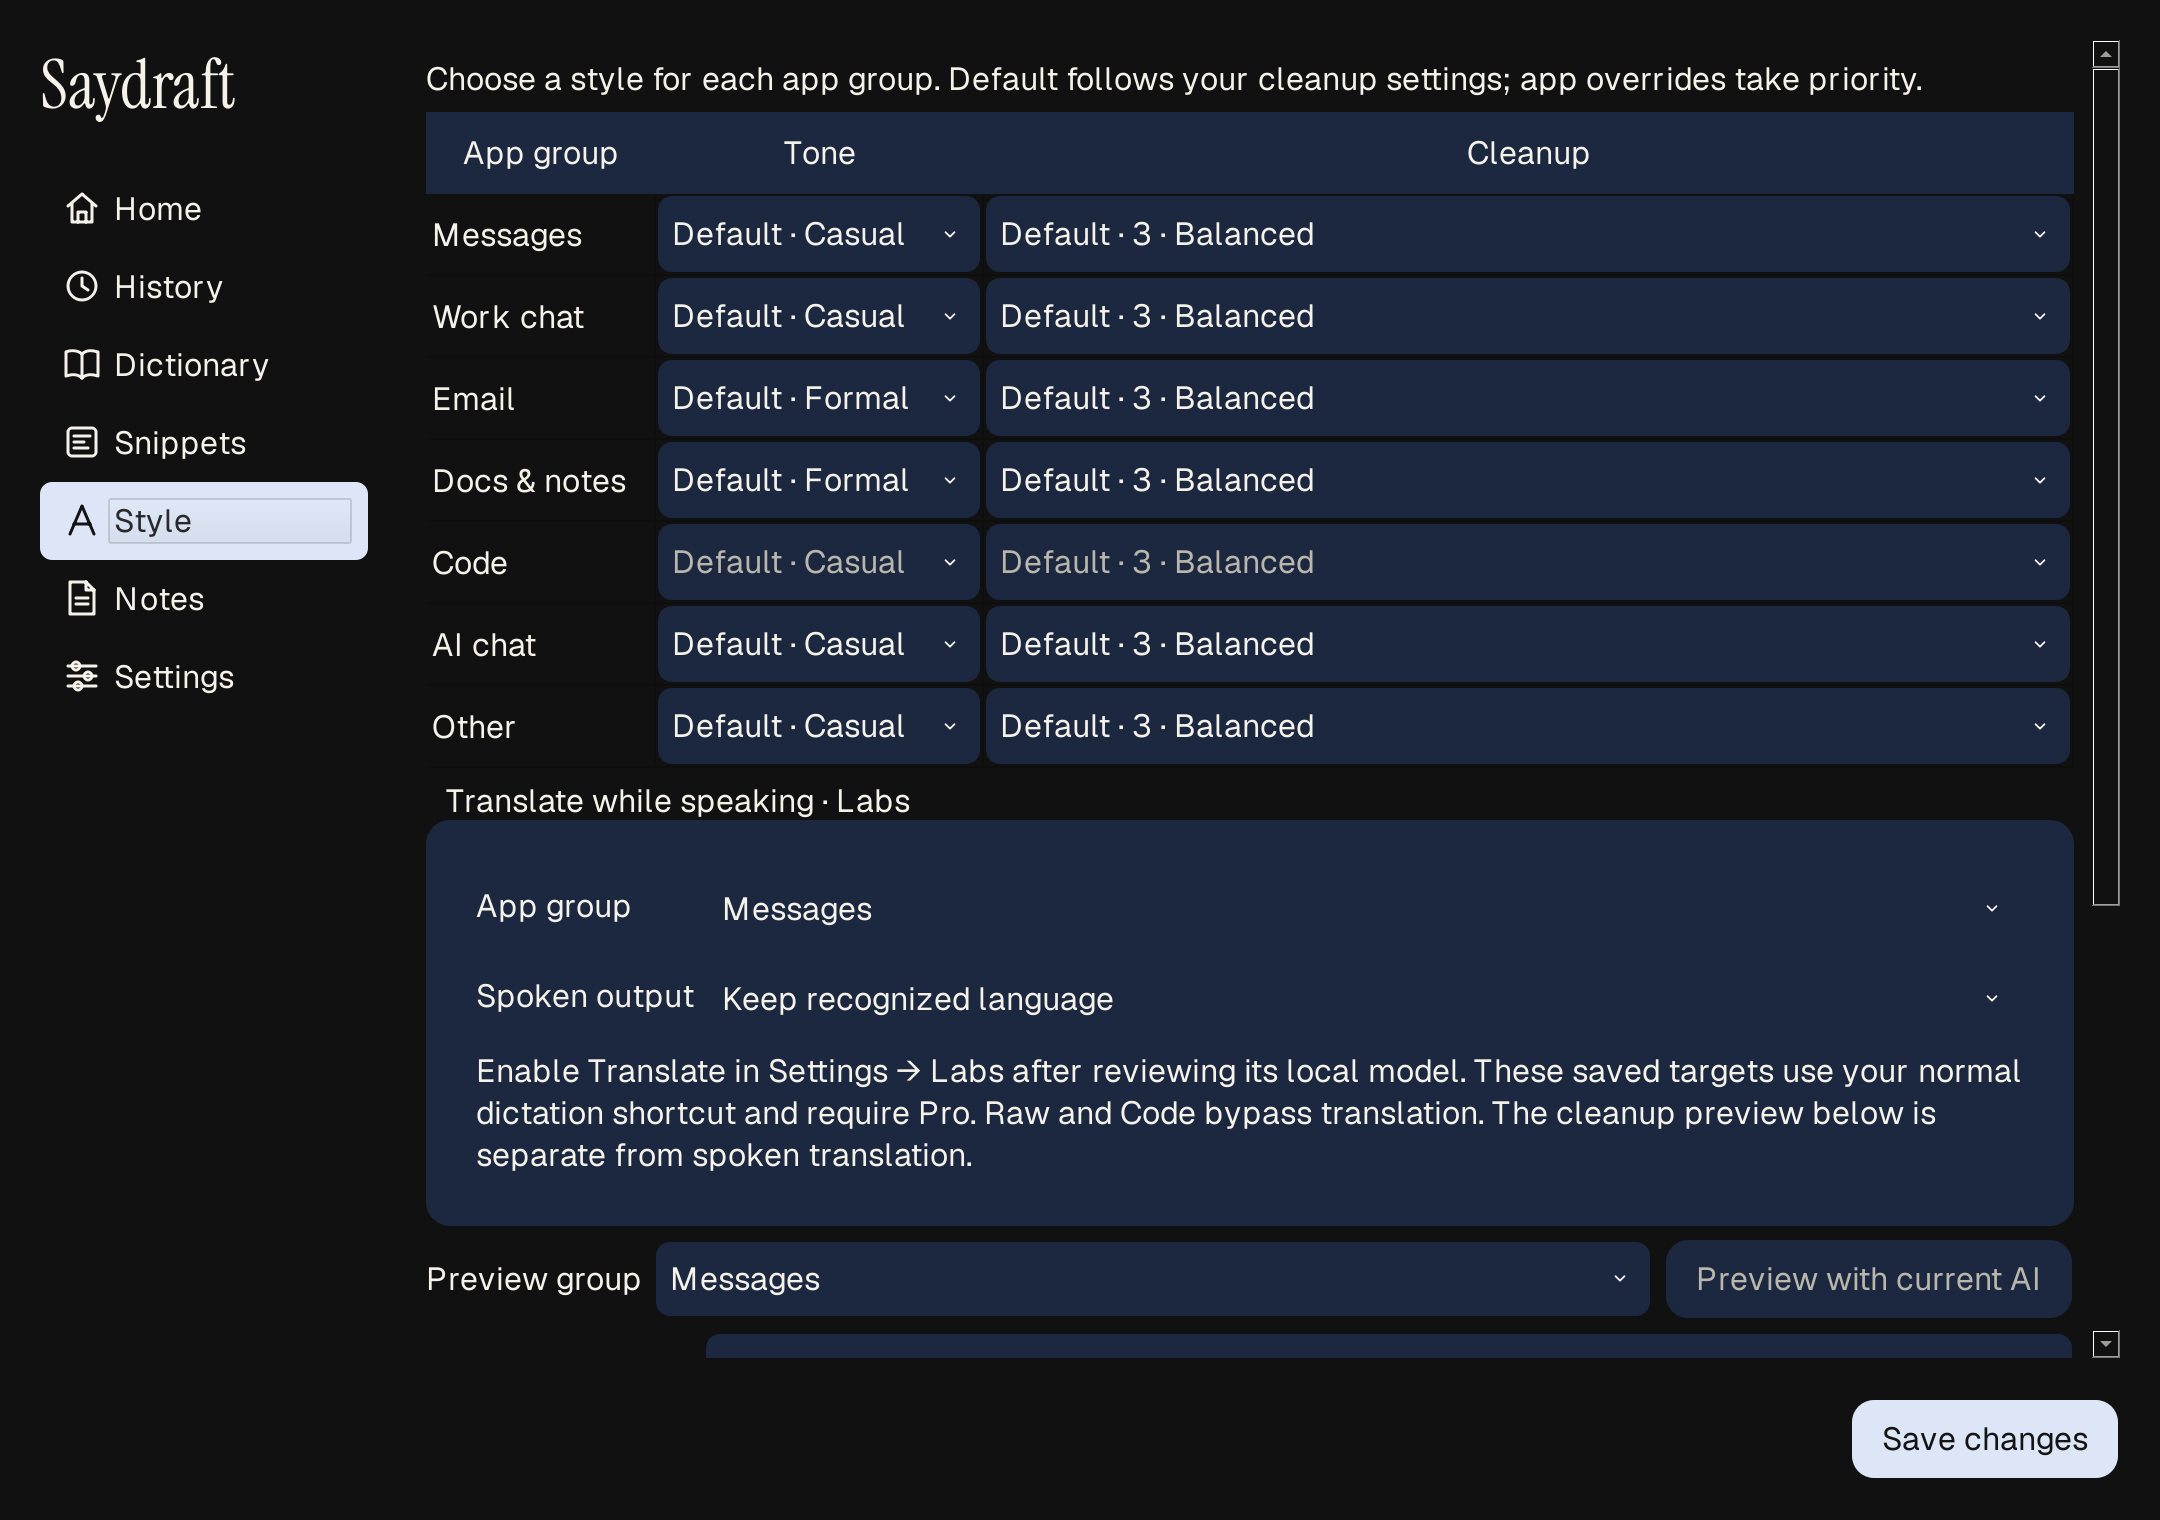 Saydraft
Home
History
Dictionary
Snippets
Style
Notes
Settings
Choose a style for each app group. Default follows your cleanup settings; app overrides take priority.
App group Tone Cleanup
Messages Default · Casual Default · 3 · Balanced
Work chat Default · Casual Default · 3 · Balanced
Email Default · Formal Default · 3 · Balanced
Docs & notes Default · Formal Default · 3 · Balanced
Code Default · Casual Default · 3 · Balanced
AI chat Default · Casual Default · 3 · Balanced
Other Default · Casual Default · 3 · Balanced
Translate while speaking · Labs
App group Messages
Spoken output Keep recognized language
Enable Translate in Settings → Labs after reviewing its local model. These saved targets use your normal
dictation shortcut and require Pro. Raw and Code bypass translation. The cleanup preview below is
separate from spoken translation.
Preview group Messages Preview with current AI
Save changes